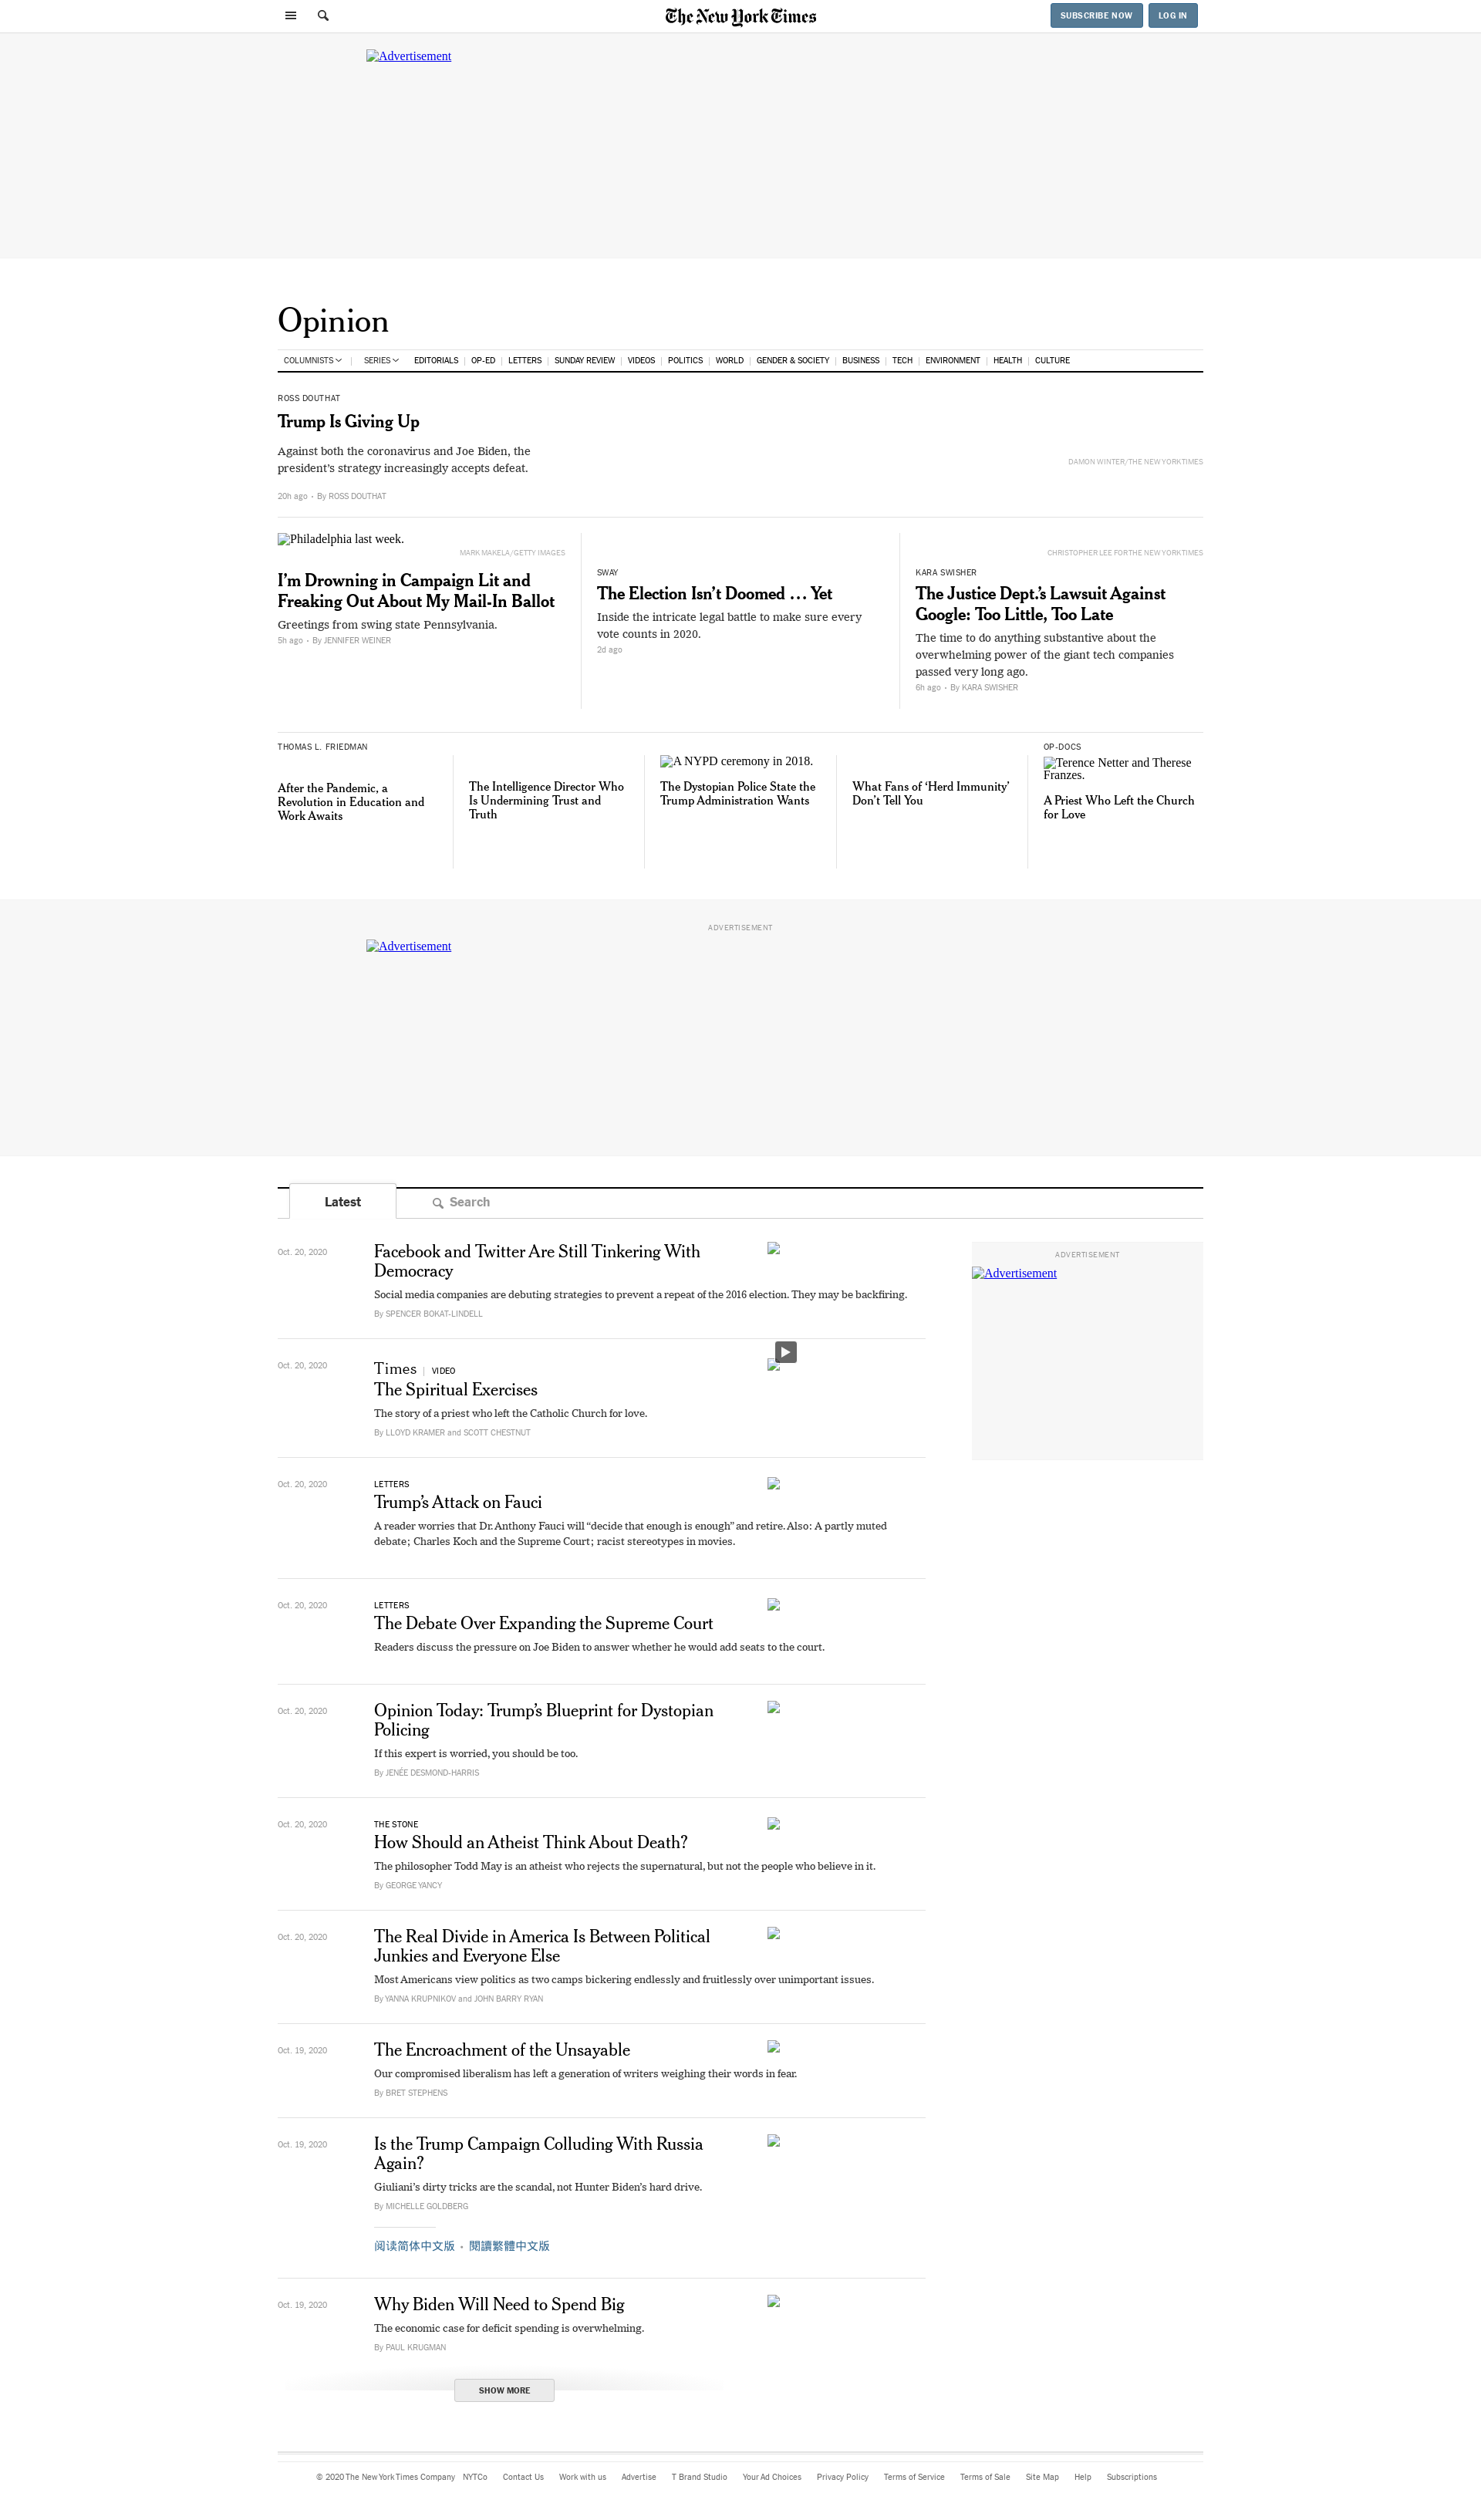 The New York Times
SUBSCRIBE NOW
LOG IN
Advertisement
Opinion
COLUMNISTS SERIES EDITORIALS OP-ED LETTERS SUNDAY REVIEW VIDEOS POLITICS WORLD GENDER & SOCIETY BUSINESS TECH ENVIRONMENT HEALTH CULTURE
ROSS DOUTHAT
Trump Is Giving Up
Against both the coronavirus and Joe Biden, the
president's strategy increasingly accepts defeat.
20h ago • By ROSS DOUTHAT
DAMON WINTER/THE NEW YORK TIMES
Philadelphia last week.
MARK MAKELA/GETTY IMAGES
I'm Drowning in Campaign Lit and
Freaking Out About My Mail-In Ballot
Greetings from swing state Pennsylvania.
5h ago • By JENNIFER WEINER
SWAY
The Election Isn't Doomed … Yet
Inside the intricate legal battle to make sure every
vote counts in 2020.
2d ago
CHRISTOPHER LEE FOR THE NEW YORK TIMES
KARA SWISHER
The Justice Dept.'s Lawsuit Against
Google: Too Little, Too Late
The time to do anything substantive about the
overwhelming power of the giant tech companies
passed very long ago.
6h ago • By KARA SWISHER
THOMAS L. FRIEDMAN
After the Pandemic, a
Revolution in Education and
Work Awaits
The Intelligence Director Who
Is Undermining Trust and
Truth
A NYPD ceremony in 2018.
The Dystopian Police State the
Trump Administration Wants
What Fans of ‘Herd Immunity’
Don't Tell You
OP-DOCS
Terence Netter and Therese
Franzes.
A Priest Who Left the Church
for Love
ADVERTISEMENT
Advertisement
Latest
Search
Oct. 20, 2020
Facebook and Twitter Are Still Tinkering With
Democracy
Social media companies are debuting strategies to prevent a repeat of the 2016 election. They may be backfiring.
By SPENCER BOKAT-LINDELL
ADVERTISEMENT
Advertisement
Oct. 20, 2020
Times | VIDEO
The Spiritual Exercises
The story of a priest who left the Catholic Church for love.
By LLOYD KRAMER and SCOTT CHESTNUT
Oct. 20, 2020
LETTERS
Trump's Attack on Fauci
A reader worries that Dr. Anthony Fauci will “decide that enough is enough” and retire. Also: A partly muted
debate; Charles Koch and the Supreme Court; racist stereotypes in movies.
Oct. 20, 2020
LETTERS
The Debate Over Expanding the Supreme Court
Readers discuss the pressure on Joe Biden to answer whether he would add seats to the court.
Oct. 20, 2020
Opinion Today: Trump's Blueprint for Dystopian
Policing
If this expert is worried, you should be too.
By JENÉE DESMOND-HARRIS
Oct. 20, 2020
THE STONE
How Should an Atheist Think About Death?
The philosopher Todd May is an atheist who rejects the supernatural, but not the people who believe in it.
By GEORGE YANCY
Oct. 20, 2020
The Real Divide in America Is Between Political
Junkies and Everyone Else
Most Americans view politics as two camps bickering endlessly and fruitlessly over unimportant issues.
By YANNA KRUPNIKOV and JOHN BARRY RYAN
Oct. 19, 2020
The Encroachment of the Unsayable
Our compromised liberalism has left a generation of writers weighing their words in fear.
By BRET STEPHENS
Oct. 19, 2020
Is the Trump Campaign Colluding With Russia
Again?
Giuliani's dirty tricks are the scandal, not Hunter Biden's hard drive.
By MICHELLE GOLDBERG
阅读简体中文版 • 閱讀繁體中文版
Oct. 19, 2020
Why Biden Will Need to Spend Big
The economic case for deficit spending is overwhelming.
By PAUL KRUGMAN
SHOW MORE
© 2020 The New York Times Company NYTCo Contact Us Work with us Advertise T Brand Studio Your Ad Choices Privacy Policy Terms of Service Terms of Sale Site Map Help Subscriptions